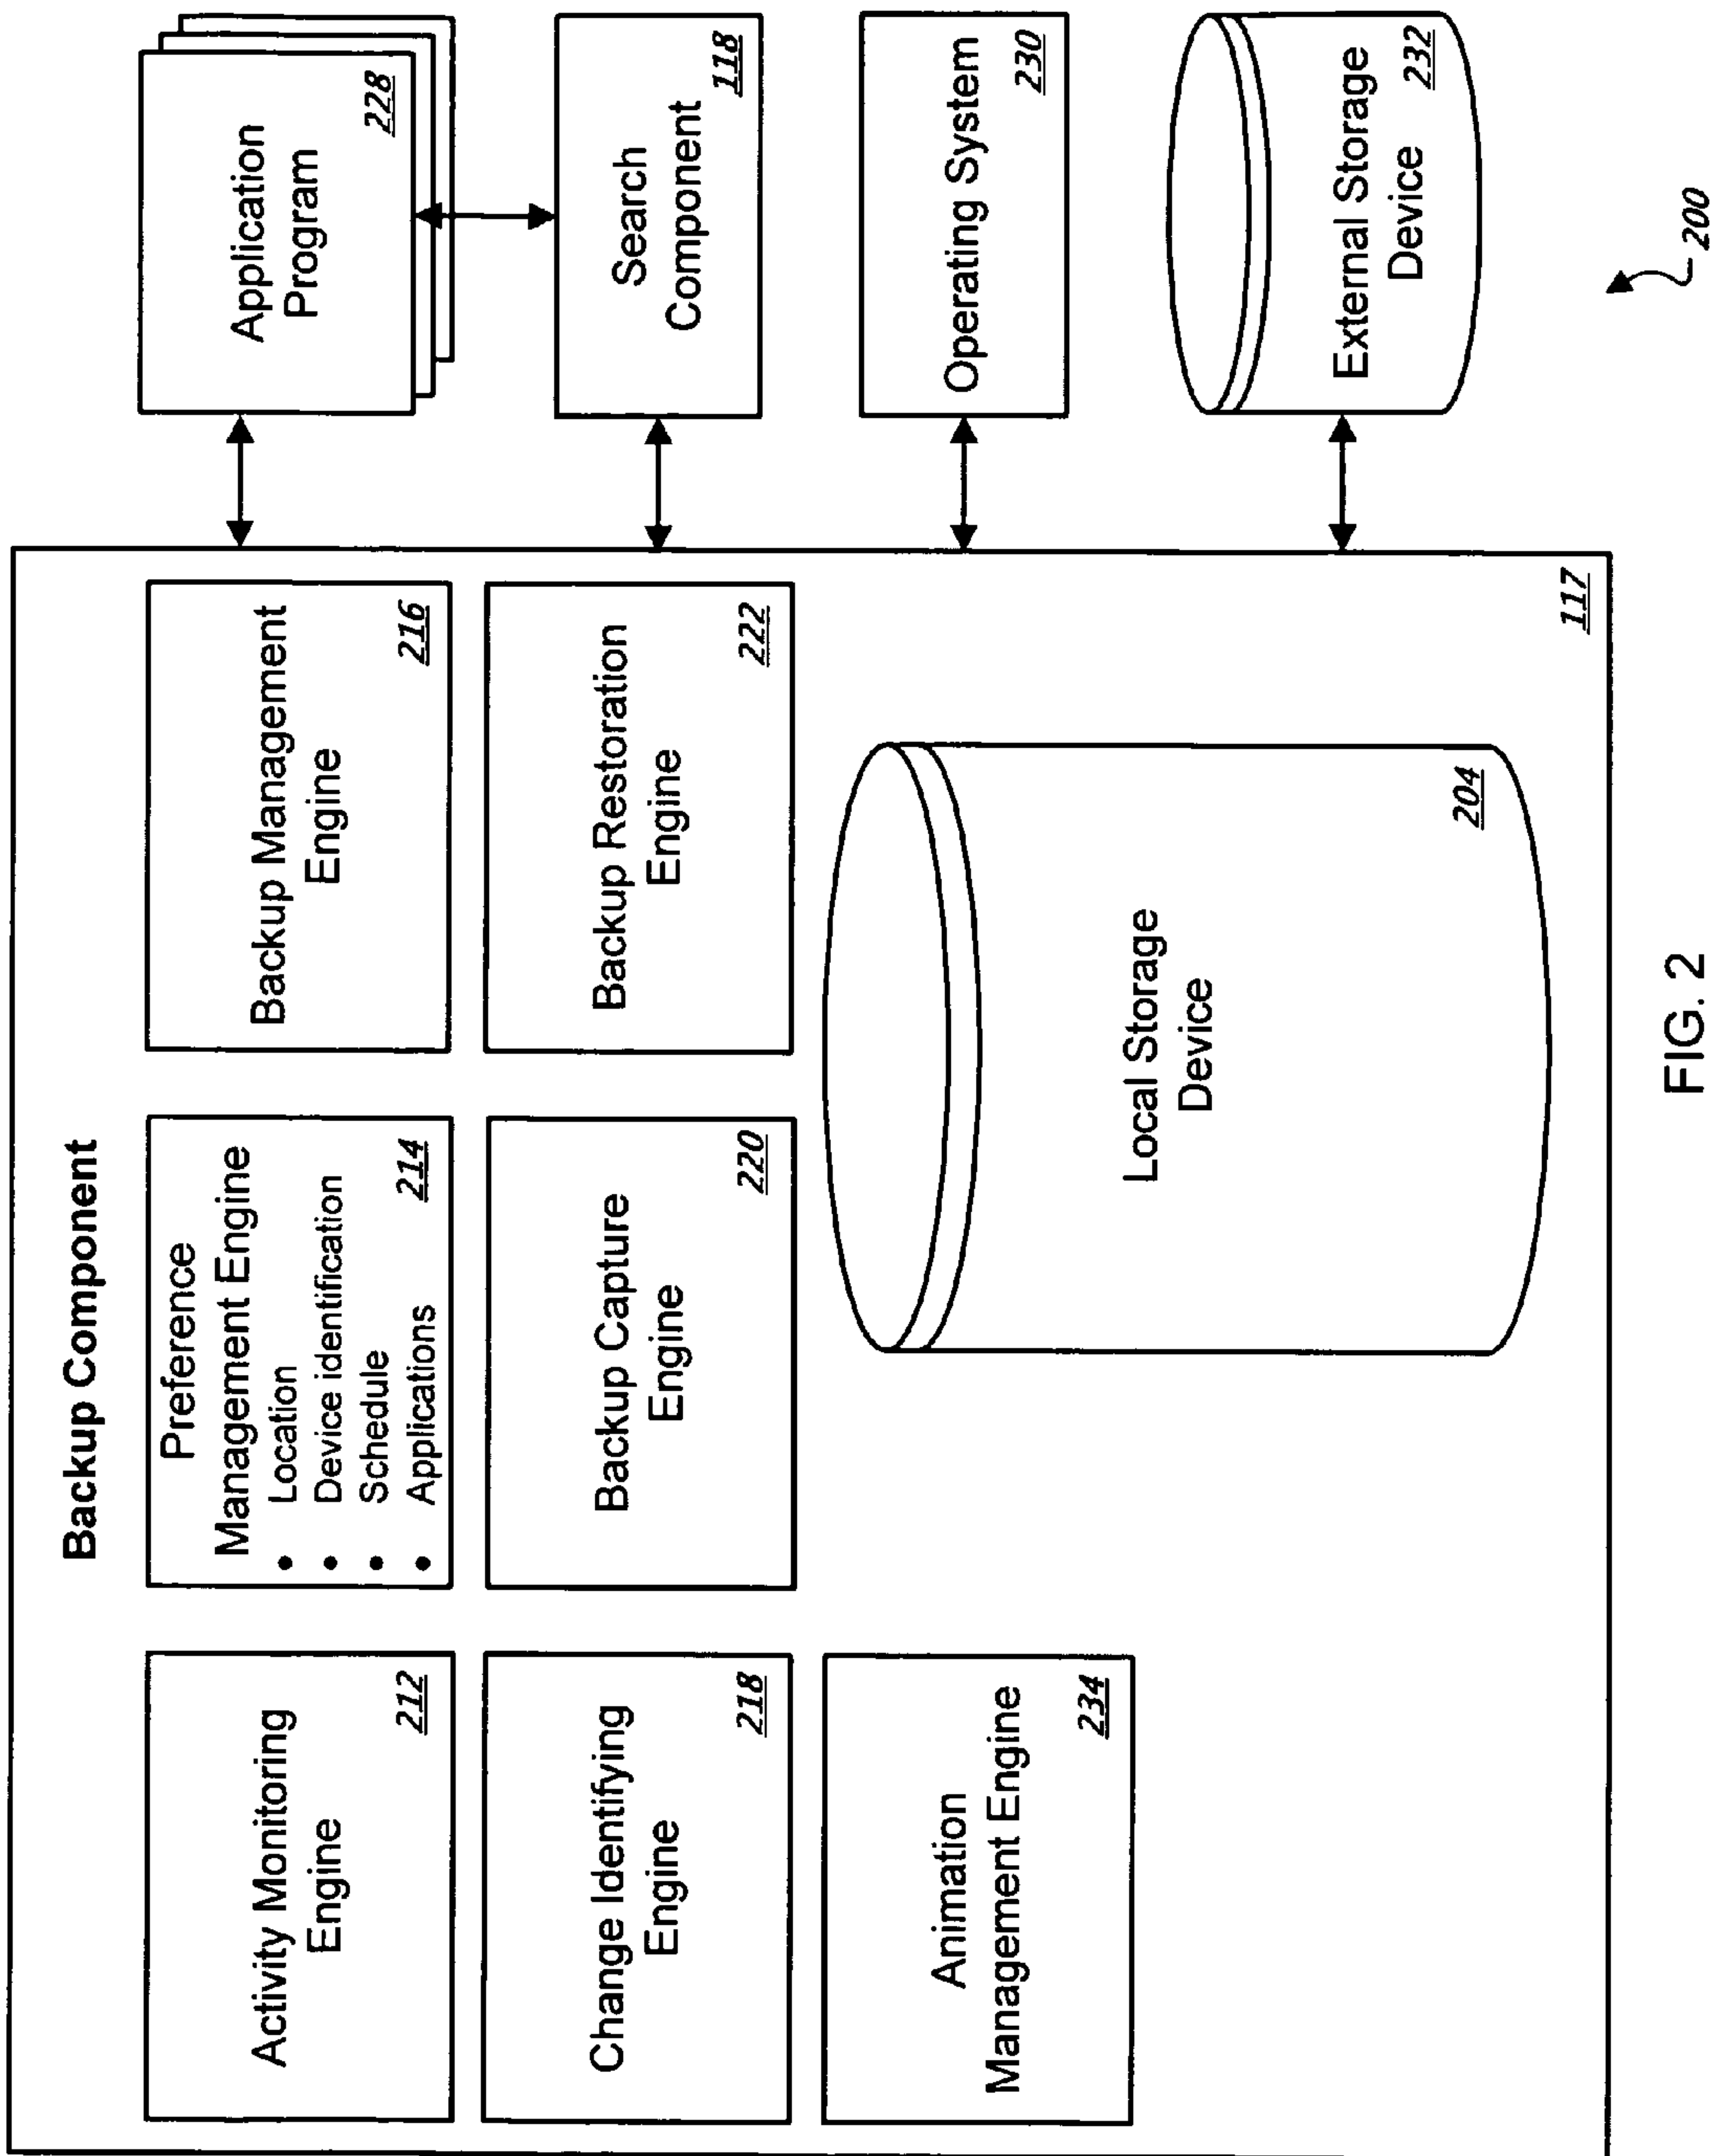 Backup Component
Activity Monitoring
Engine
212
Preference
Management Engine
• Location
• Device identification
• Schedule
• Applications
214
Backup Management
Engine
216
Change Identifying
Engine
218
Backup Capture
Engine
220
Backup Restoration
Engine
222
Animation
Management Engine
234
Local Storage
Device
204
117
Application
Program
228
Search
Component
118
Operating System
230
External Storage
Device
232
200
FIG. 2